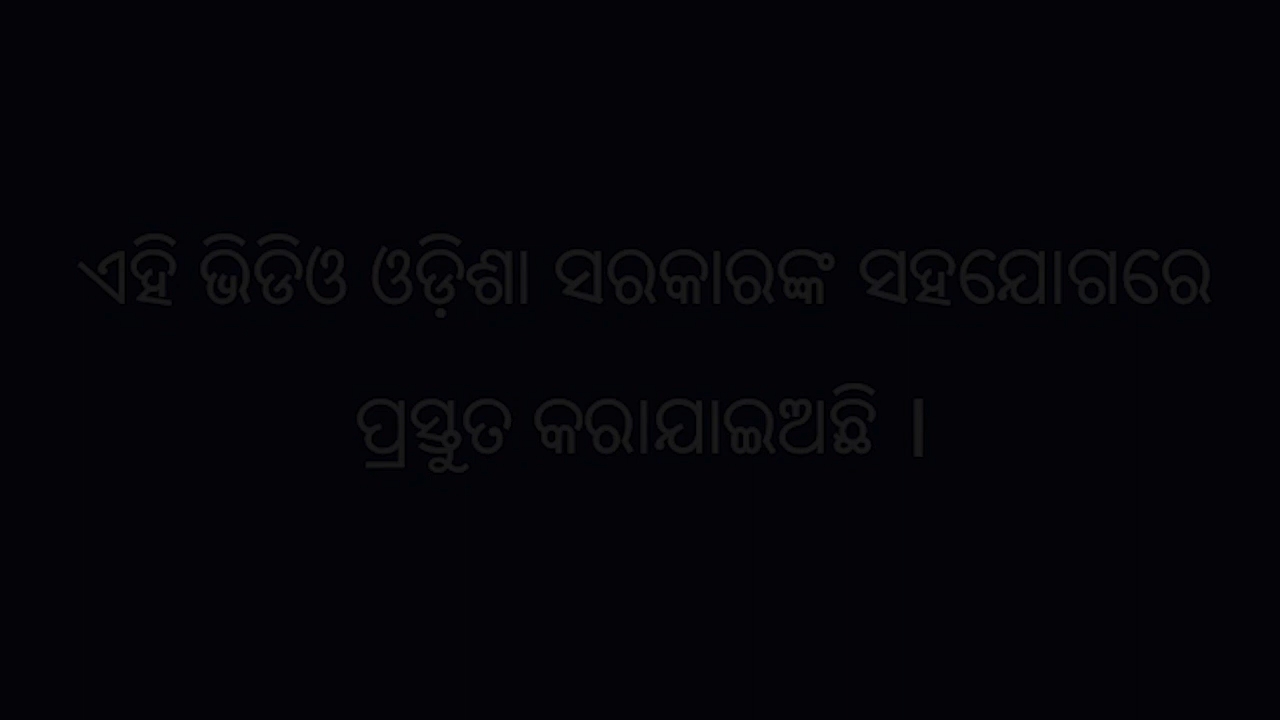 ଏହି ଭିଡିଓ ଓଡ଼ିଶା ସରକାରଙ୍କ ସହଯୋଗରେ
ପ୍ରସ୍ତୁତ କରାଯାଇଅଛି ।